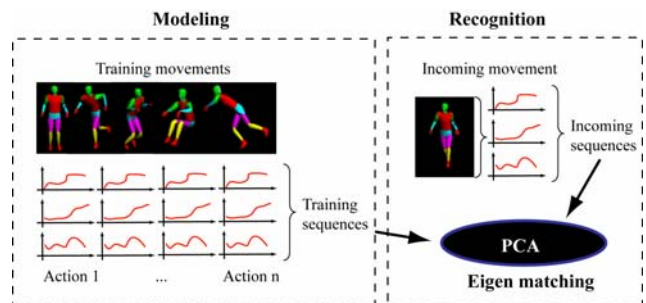 Modeling
Recognition
Training movements
Incoming movement
Incoming
sequences
Training
sequences
PCA
Action 1
...
Action n
Eigen matching